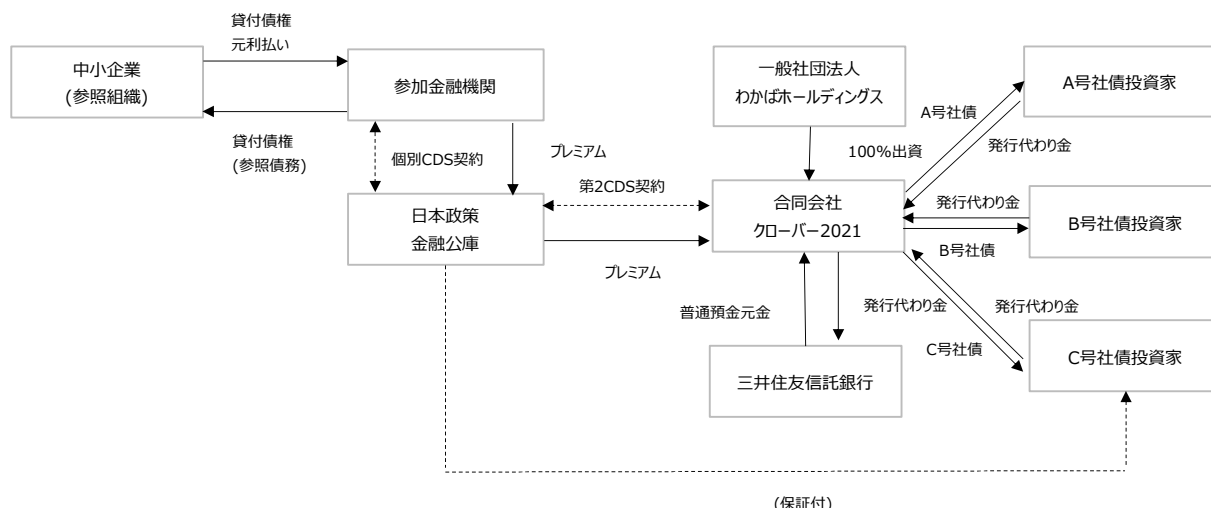 貸付債権
元利払い
中小企業
(参照組織)
参加金融機関
貸付債権
(参照債務)
個別CDS契約
プレミアム
日本政策
金融公庫
第2CDS契約
プレミアム
一般社団法人
わかばホールディングス
100%出資
合同会社
クローバー2021
普通預金元金
発行代わり金
三井住友信託銀行
A号社債
発行代わり金
A号社債投資家
発行代わり金
B号社債
B号社債投資家
発行代わり金
C号社債
C号社債投資家
(保証付)